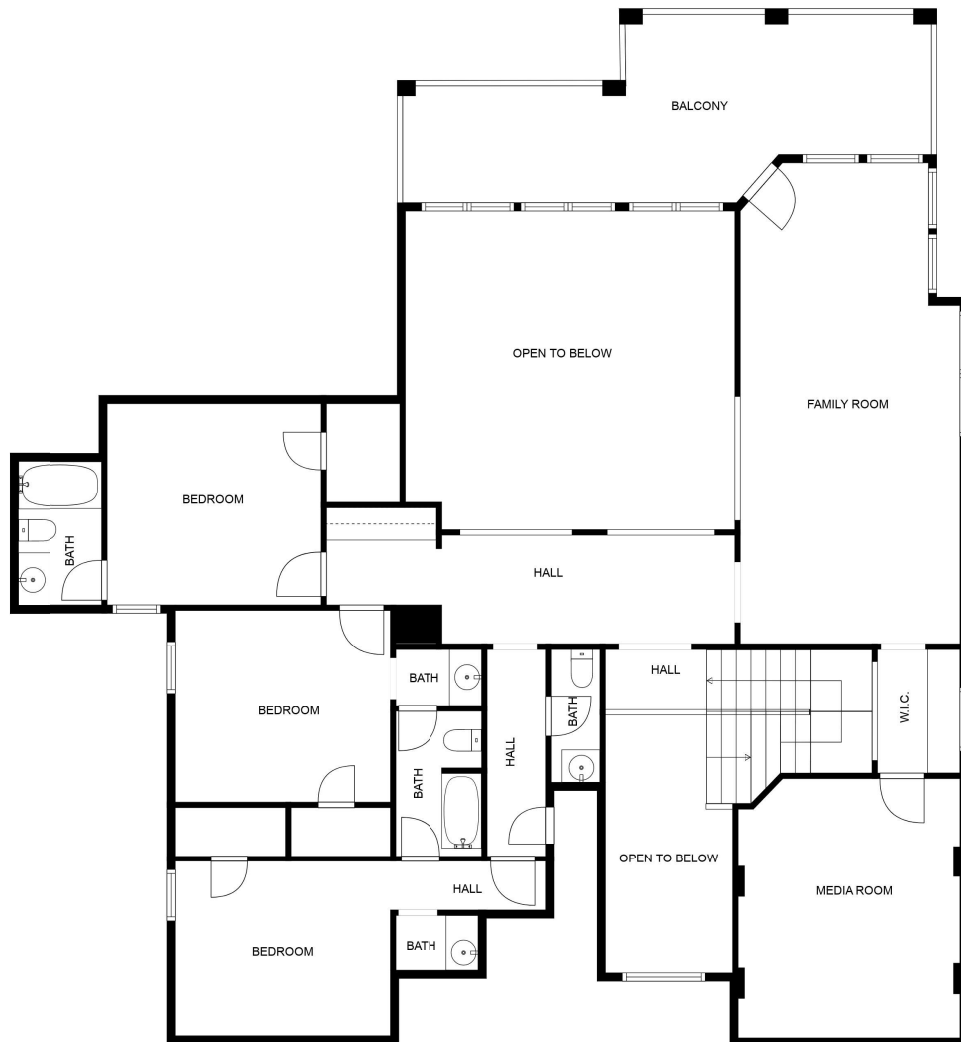 BALCONY
OPEN TO BELOW
FAMILY ROOM
BEDROOM
BATH
HALL
BATH
HALL
W.I.C.
BEDROOM
BATH
HALL
BATH
OPEN TO BELOW
HALL
MEDIA ROOM
BEDROOM
BATH